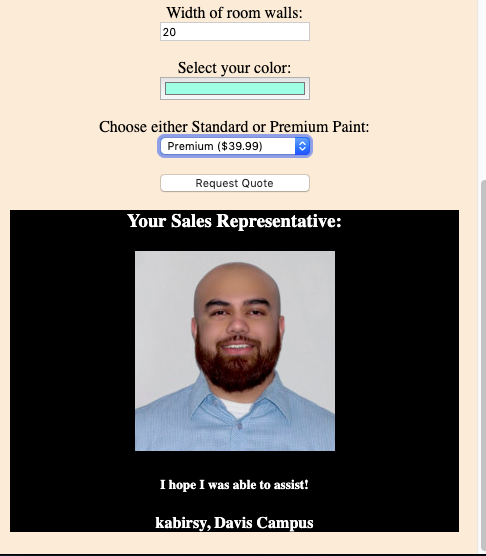 Width of room walls:
20
Select your color:
Choose either Standard or Premium Paint:
Premium ($39.99)
Request Quote
Your Sales Representative:
I hope I was able to assist!
kabirsy, Davis Campus